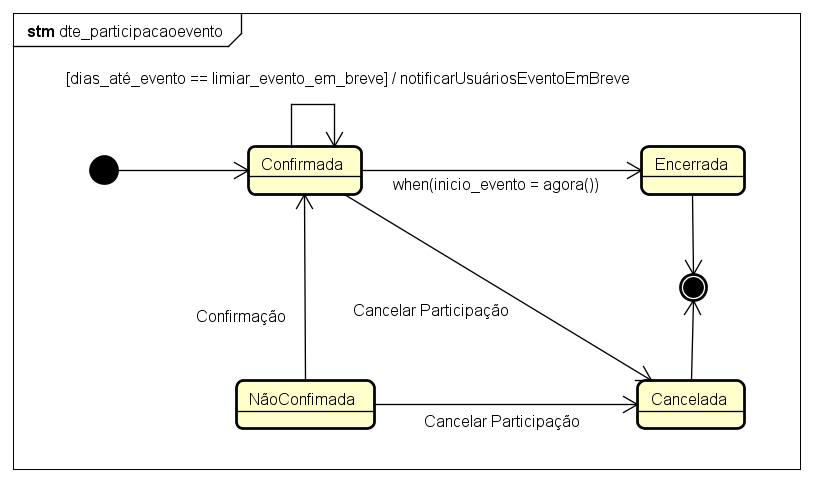 stm dte_participacaoevento
[dias_até_evento == limiar_evento_em_breve] / notificarUsuáriosEventoEmBreve
Confirmada
Encerrada
when(inicio_evento = agora())
Confirmação
Cancelar Participação
NãoConfimada
Cancelada
Cancelar Participação